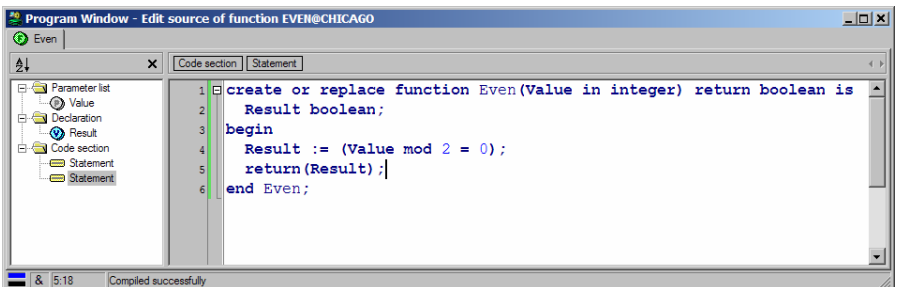 Program Window - Edit source of function EVEN@CHICAGO
Even
Code section Statement
Parameter list
Value
Declaration
Result
Code section
Statement
Statement
1 create or replace function Even(Value in integer) return boolean is
2 Result boolean;
3 begin
4 Result := (Value mod 2 = 0);
5 return(Result);
6 end Even;
& 5:18 Compiled successfully